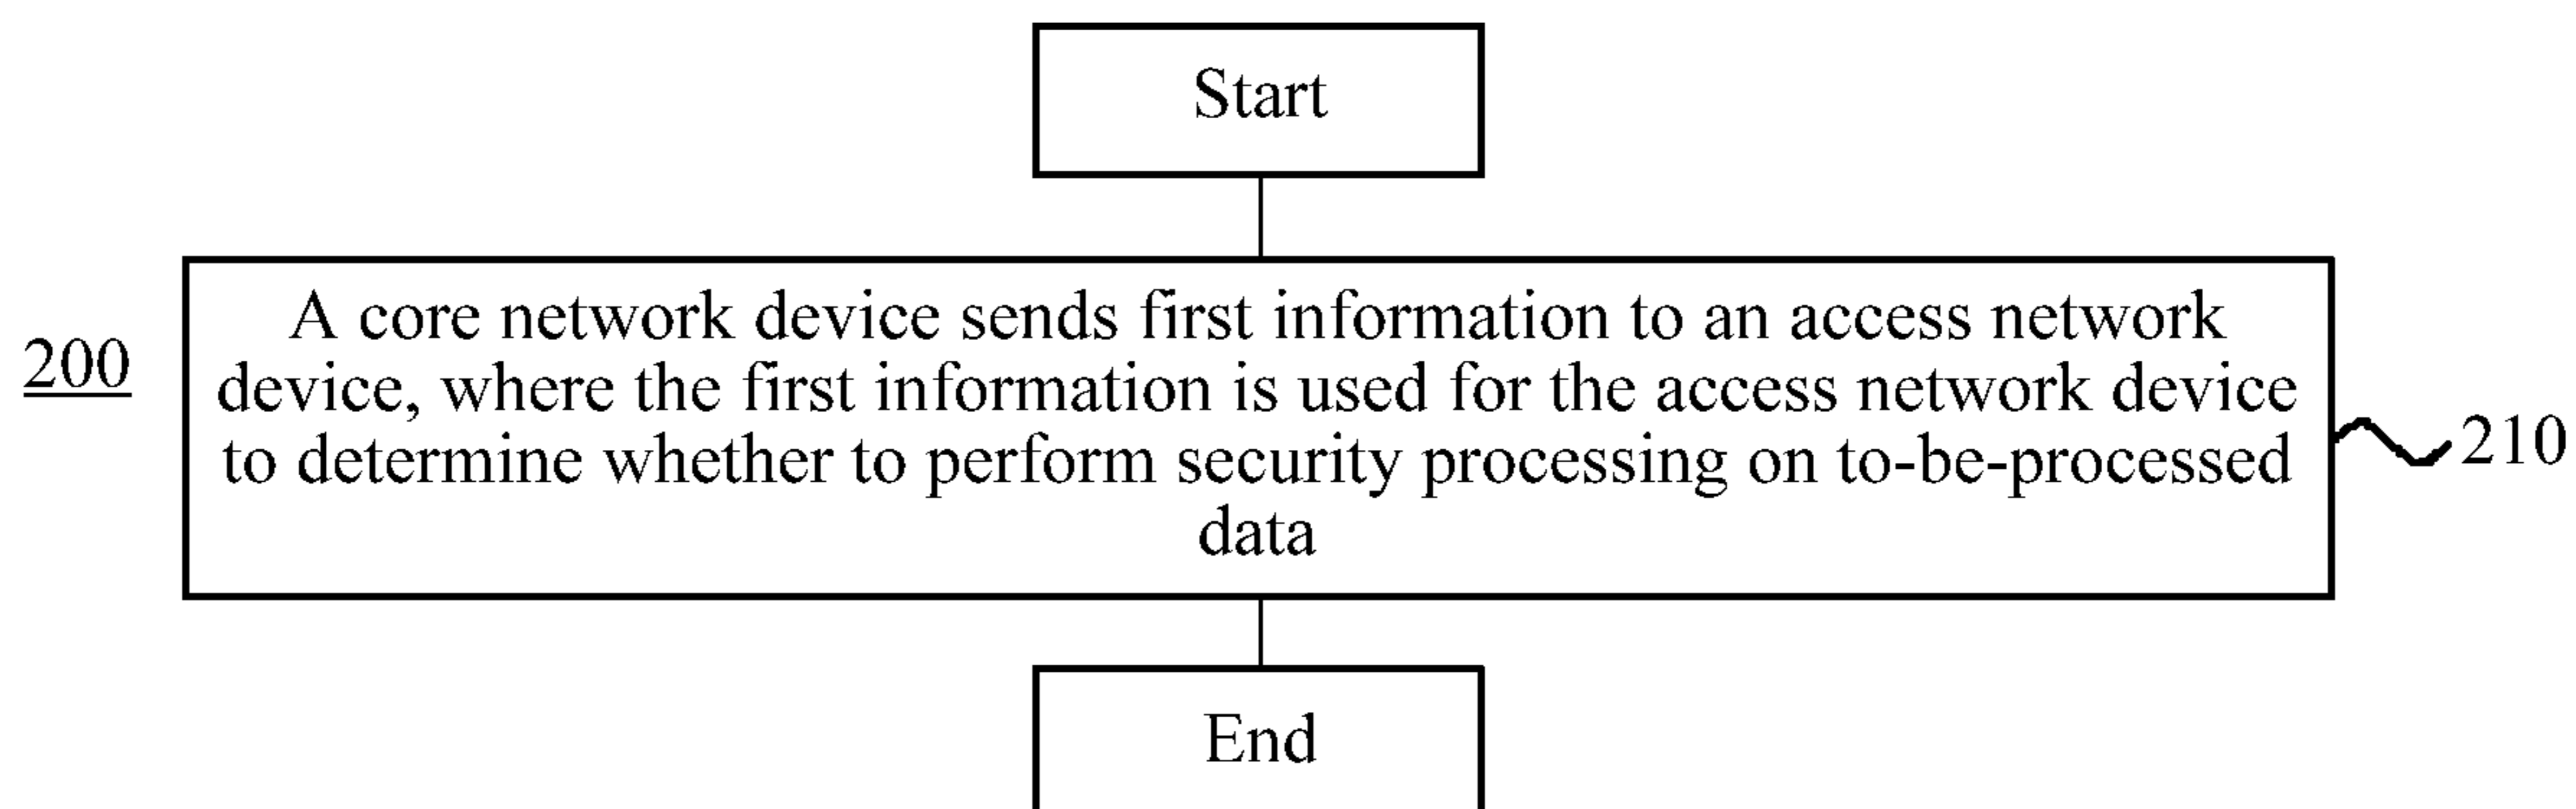 Start
200
A core network device sends first information to an access network
device, where the first information is used for the access network device
to determine whether to perform security processing on to-be-processed
data
210
End